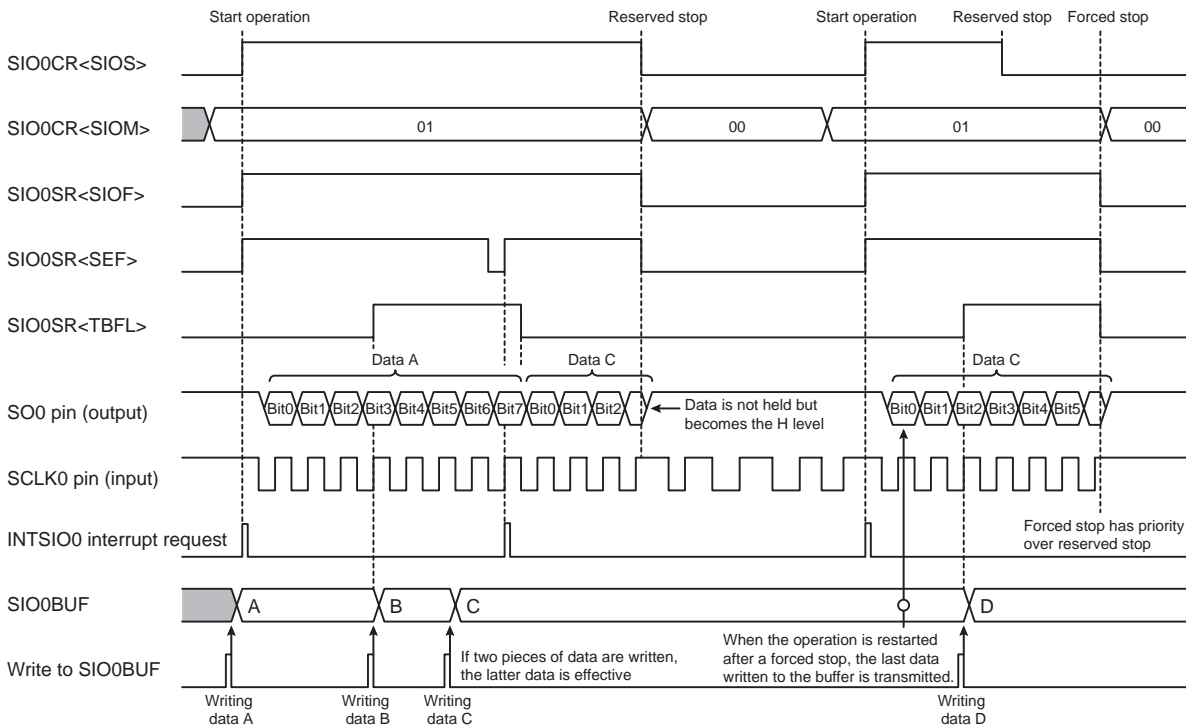 Start operation
Reserved stop
Start operation
Reserved stop
Forced stop
SIO0CR<SIOS>
SIO0CR<SIOM>
01
00
01
00
SIO0SR<SIOF>
SIO0SR<SEF>
SIO0SR<TBFL>
Data A
Data C
Data C
SO0 pin (output)
Bit0
Bit1
Bit2
Bit3
Bit4
Bit5
Bit6
Bit7
Bit0
Bit1
Bit2
Data is not held but
becomes the H level
Bit0
Bit1
Bit2
Bit3
Bit4
Bit5
SCLK0 pin (input)
INTSIO0 interrupt request
Forced stop has priority
over reserved stop
SIO0BUF
A
B
C
D
Write to SIO0BUF
If two pieces of data are written,
the latter data is effective
When the operation is restarted
after a forced stop, the last data
written to the buffer is transmitted.
Writing
data A
Writing
data B
Writing
data C
Writing
data D